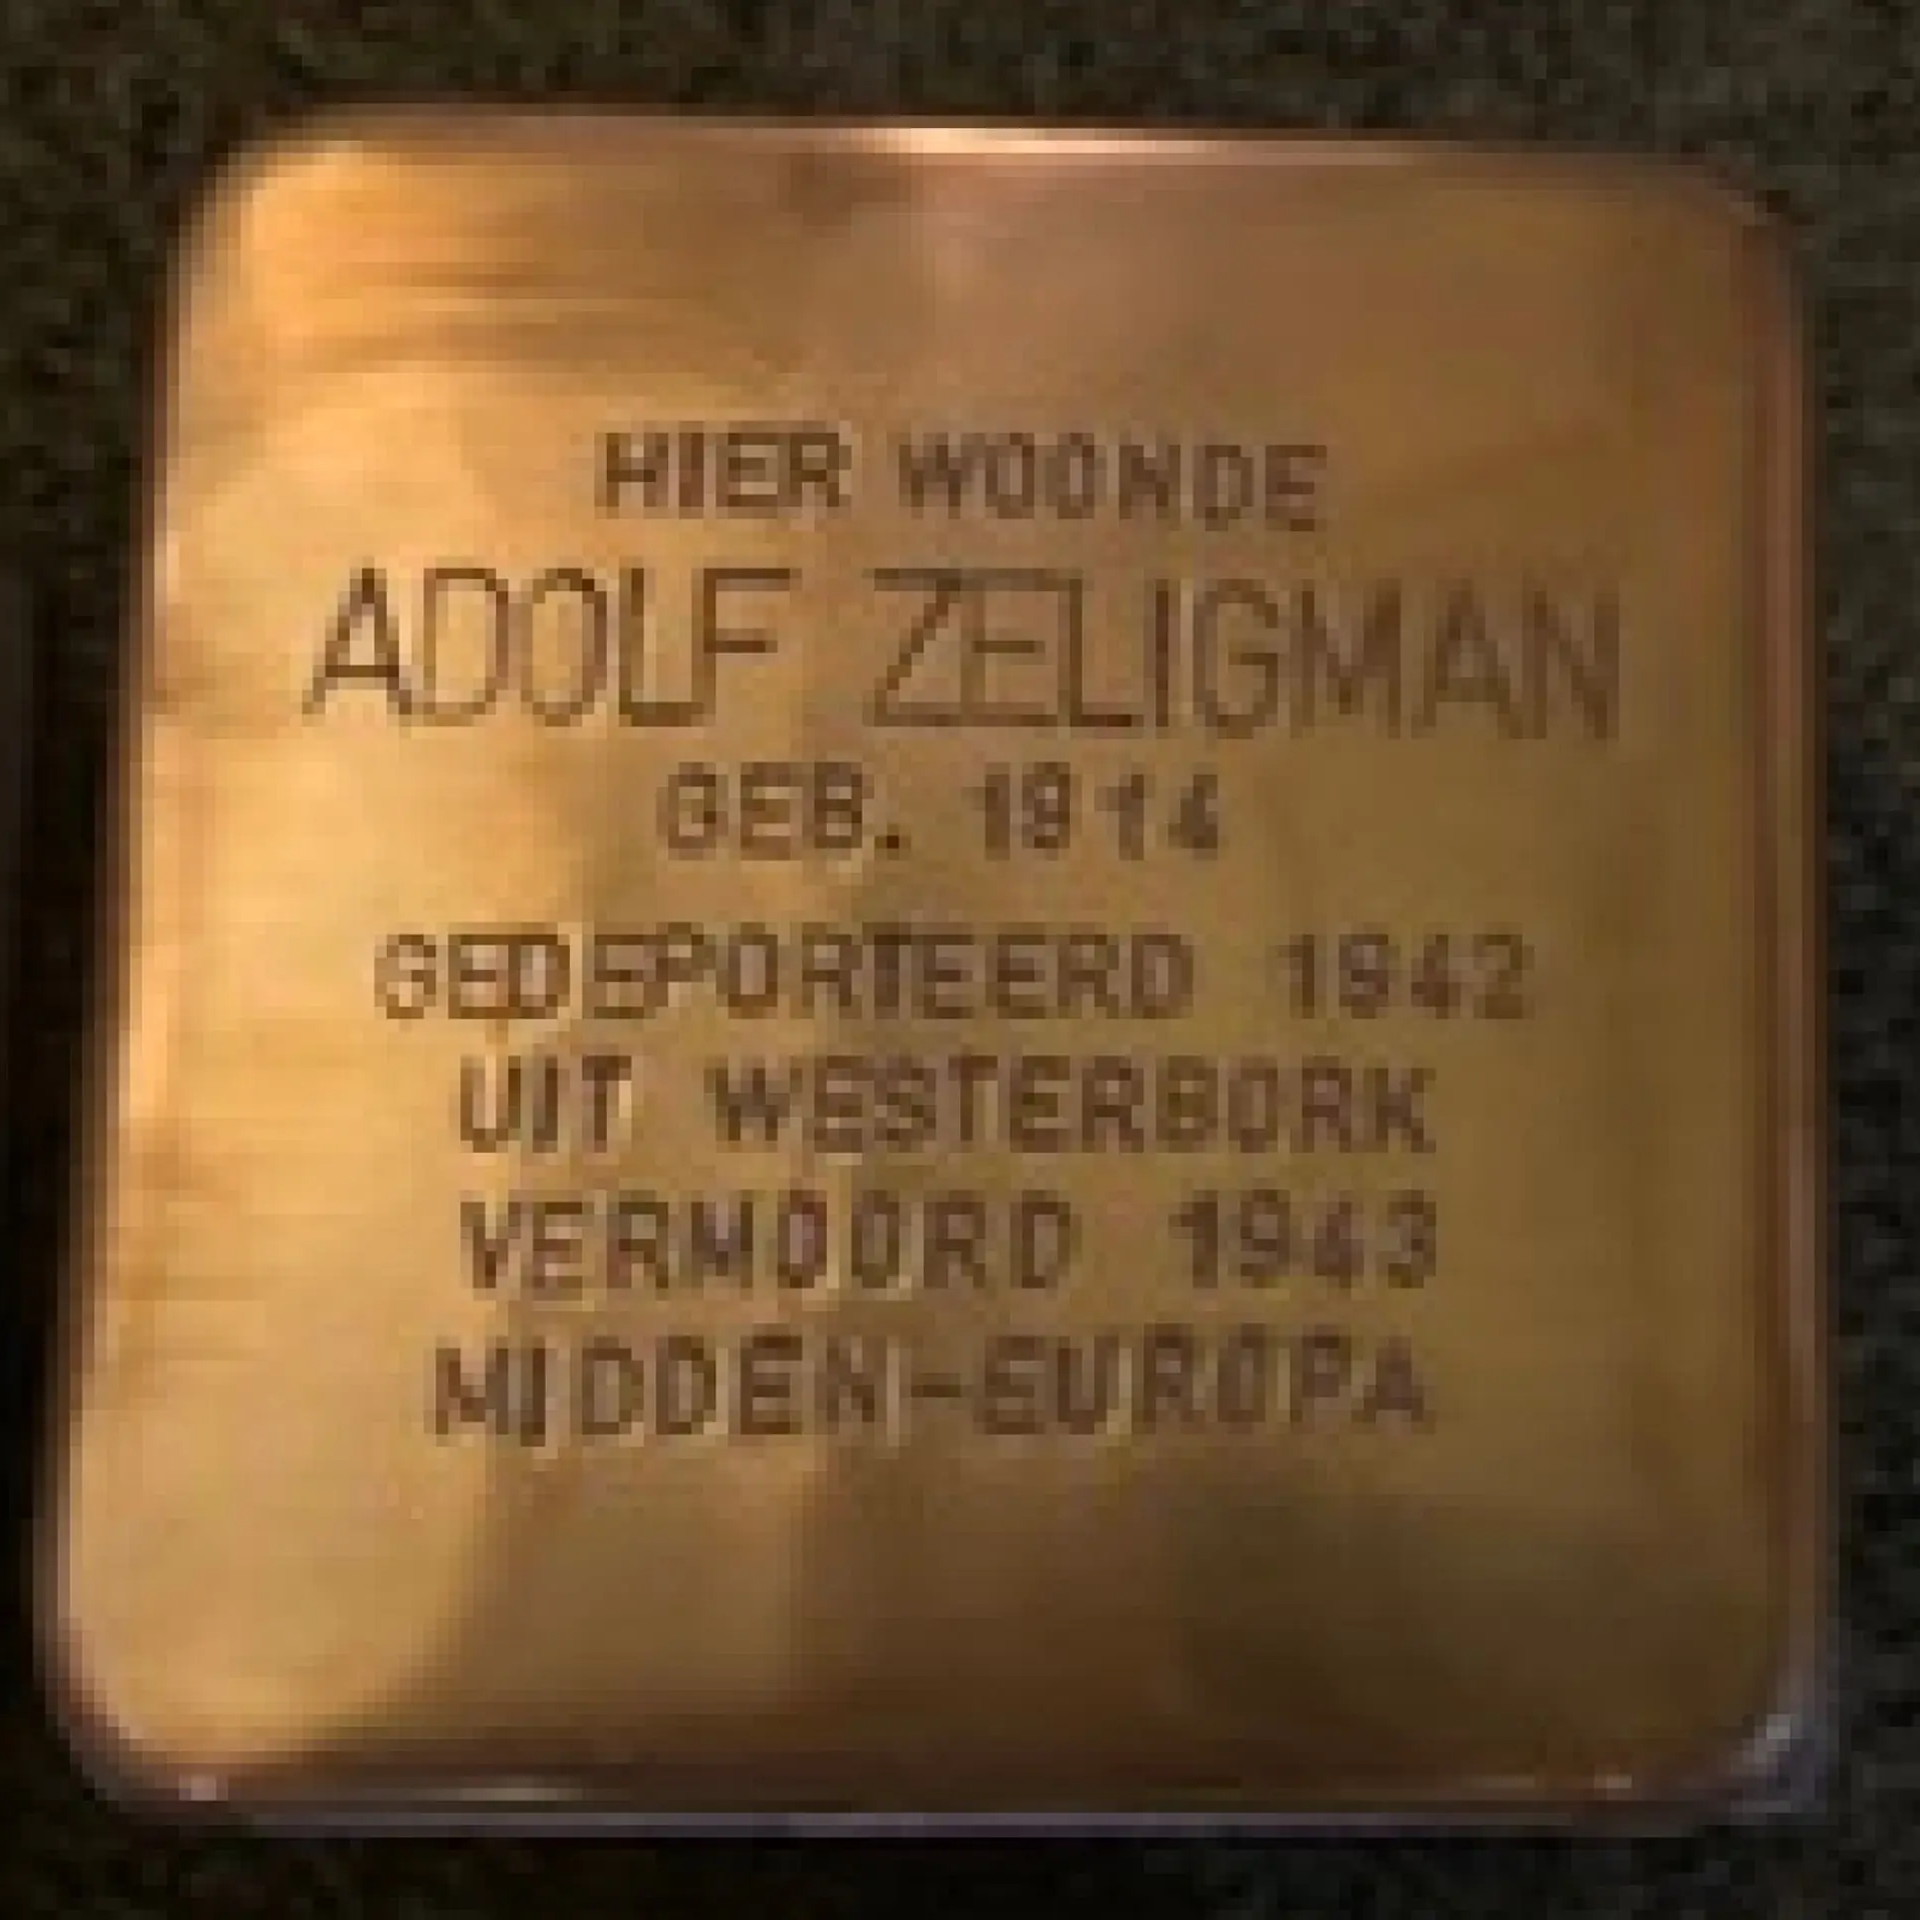 HIER WOONDE
ADOLF ZELIGMAN
GEB. 1914
GEDEPORTEERD 1942
UIT WESTERBORK
VERMOORD 1943
MIDDEN-EUROPA